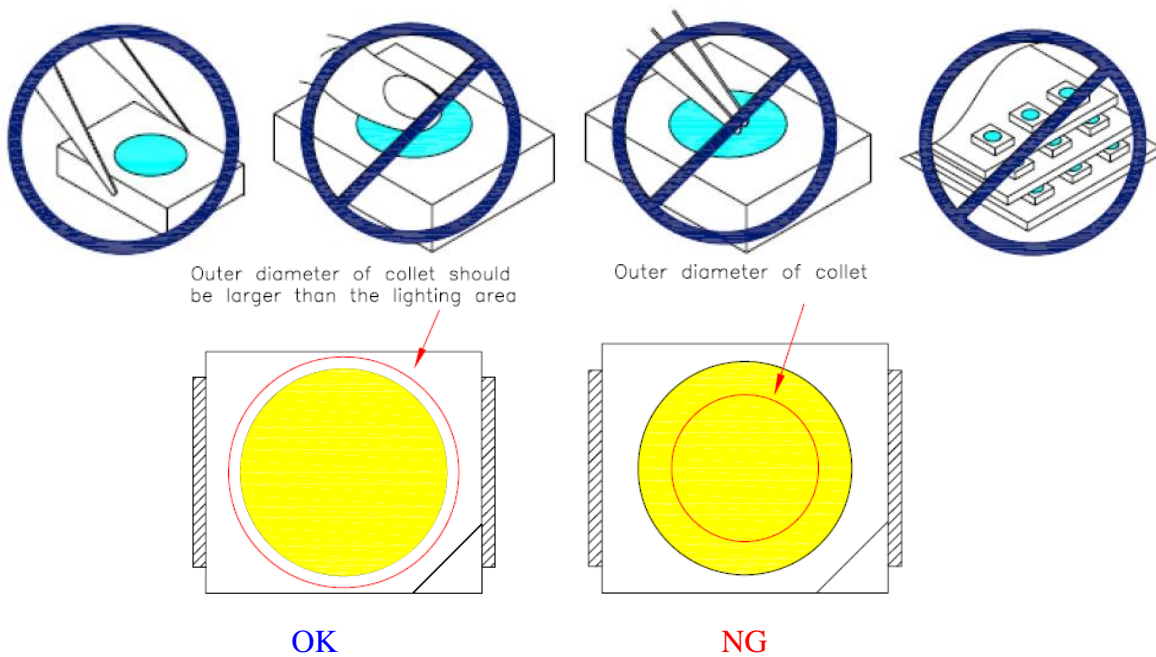 Outer diameter of collet should
be larger than the lighting area
Outer diameter of collet
OK
NG